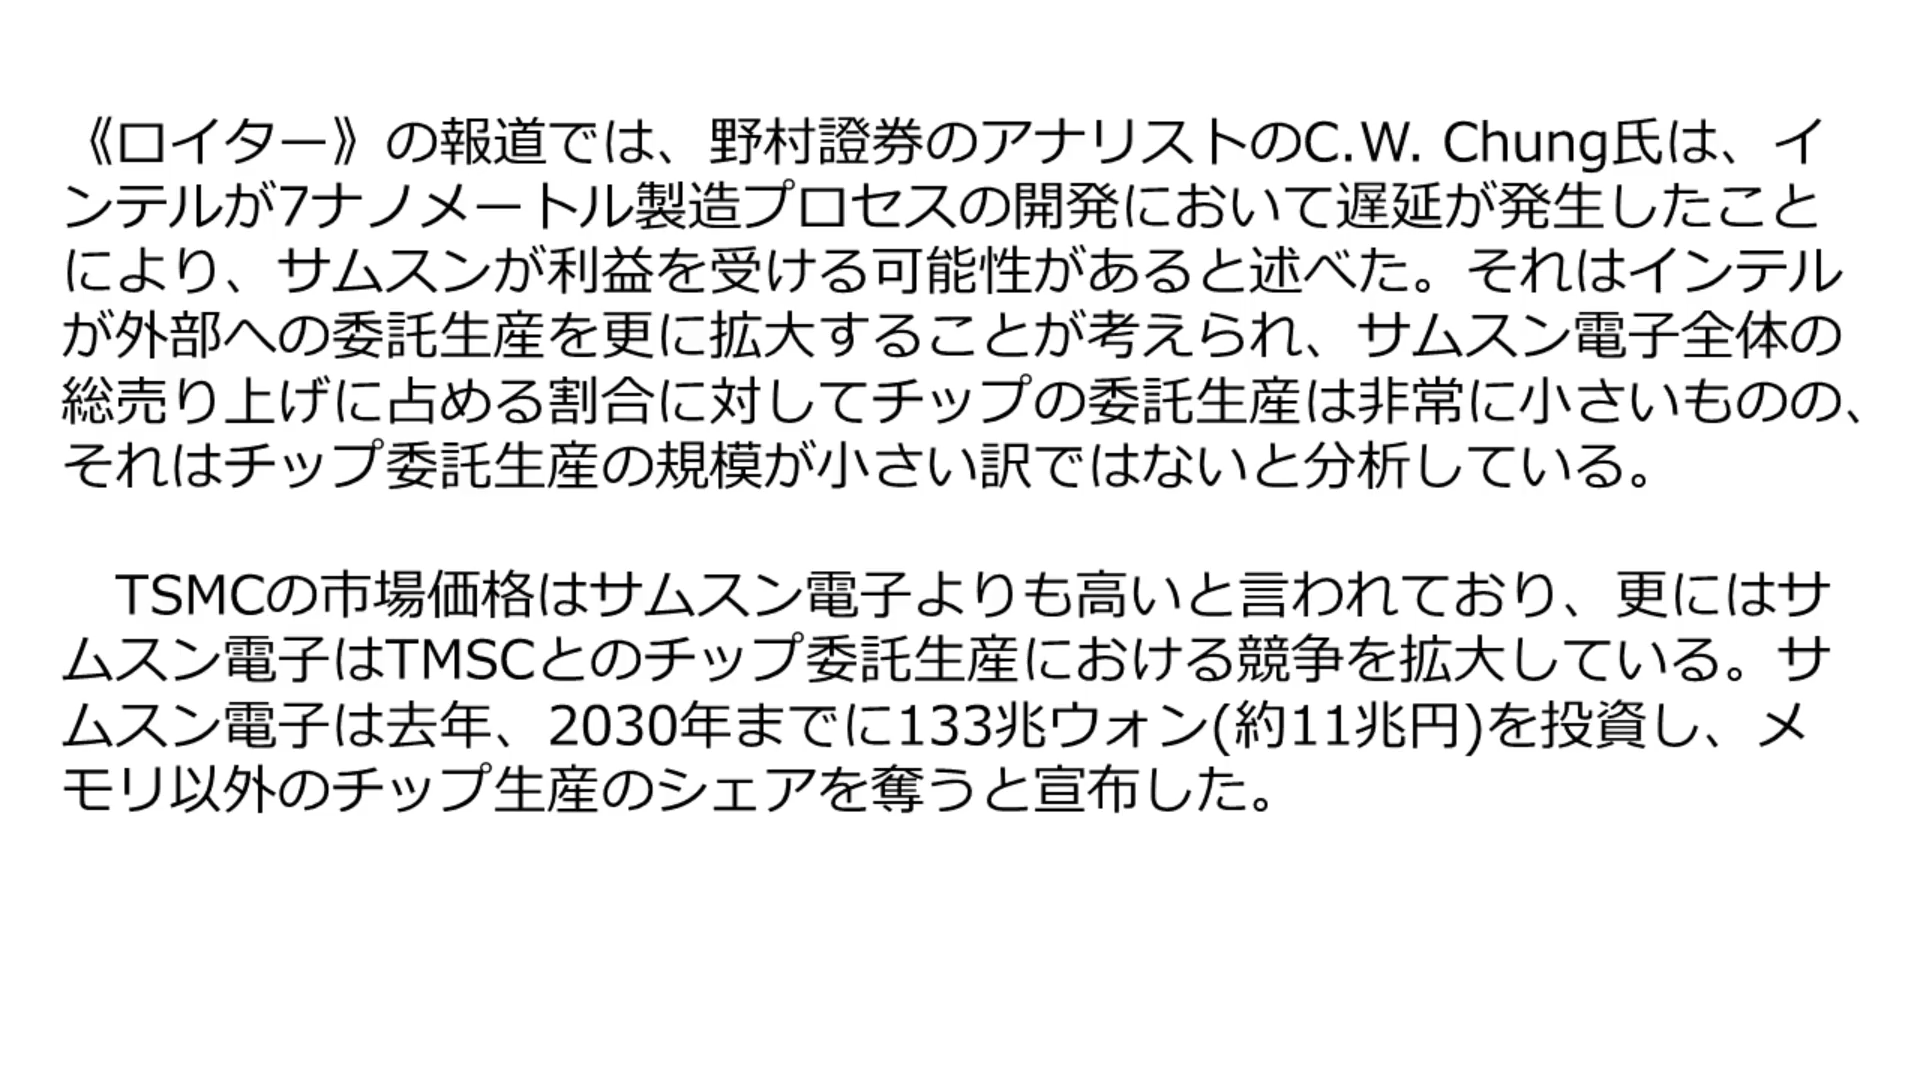 《ロイター》の報道では、野村證券のアナリストのC.W. Chung氏は、イ
ンテルが7ナノメートル製造プロセスの開発において遅延が発生したこと
により、サムスンが利益を受ける可能性があると述べた。それはインテル
が外部への委託生産を更に拡大することが考えられ、サムスン電子全体の
総売り上げに占める割合に対してチップの委託生産は非常に小さいものの、
それはチップ委託生産の規模が小さい訳ではないと分析している。
　TSMCの市場価格はサムスン電子よりも高いと言われており、更にはサ
ムスン電子はTMSCとのチップ委託生産における競争を拡大している。サ
ムスン電子は去年、2030年までに133兆ウォン(約11兆円)を投資し、メ
モリ以外のチップ生産のシェアを奪うと宣布した。